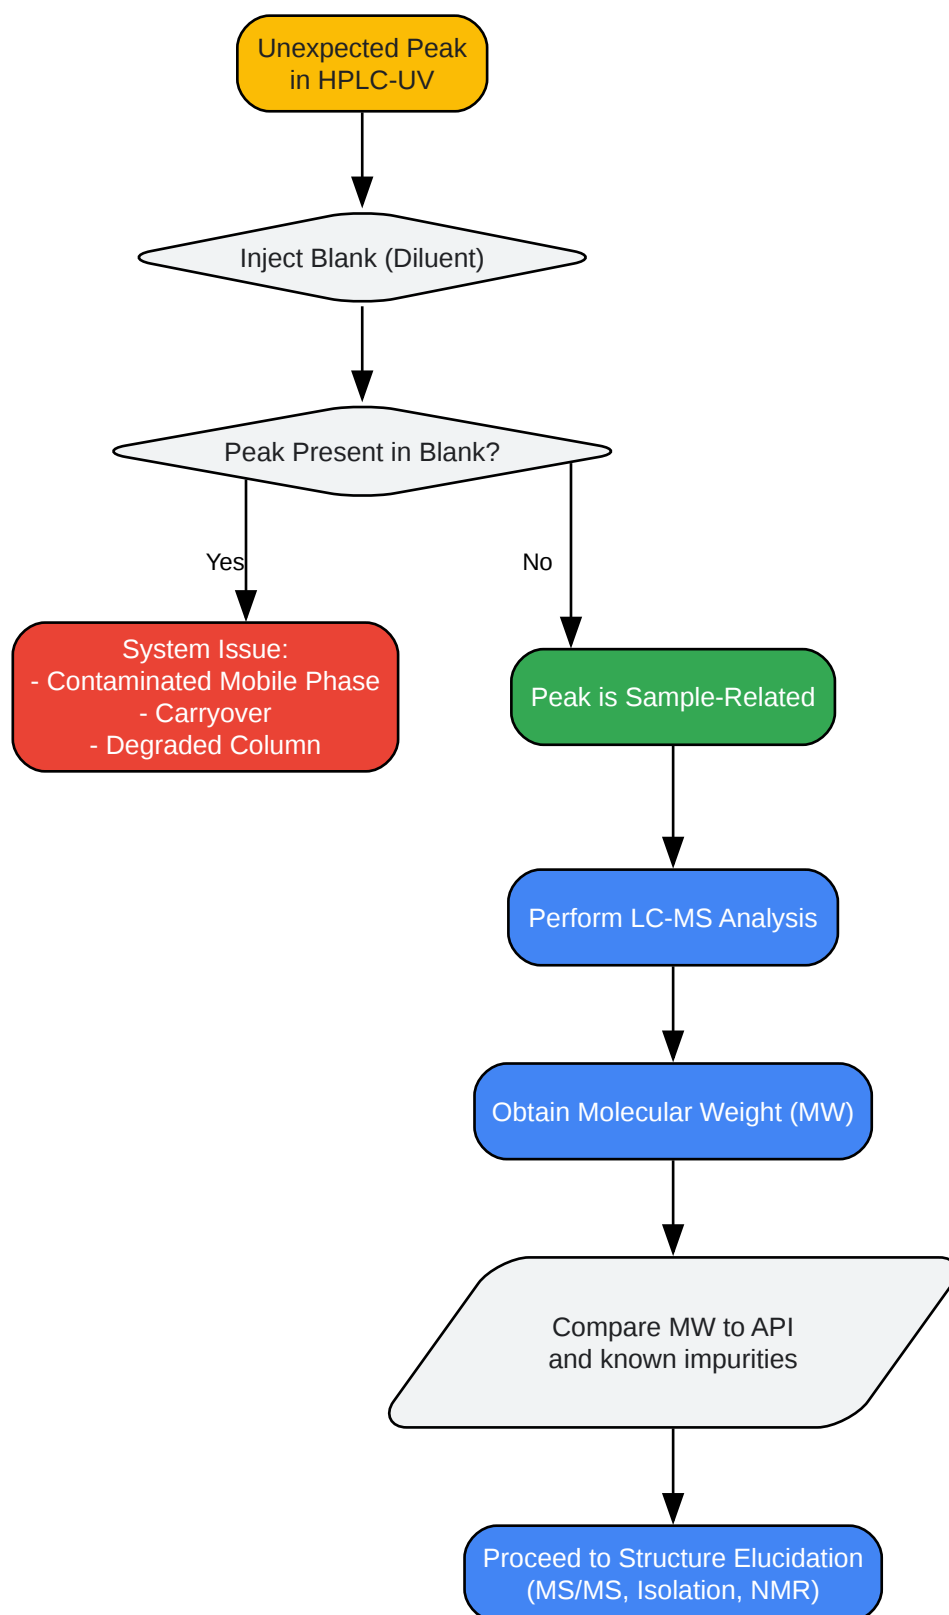 Unexpected Peak
in HPLC-UV
Inject Blank (Diluent)
Peak Present in Blank?
Yes
No
System Issue:
- Contaminated Mobile Phase
- Carryover
- Degraded Column
Peak is Sample-Related
Perform LC-MS Analysis
Obtain Molecular Weight (MW)
Compare MW to API
and known impurities
Proceed to Structure Elucidation
(MS/MS, Isolation, NMR)